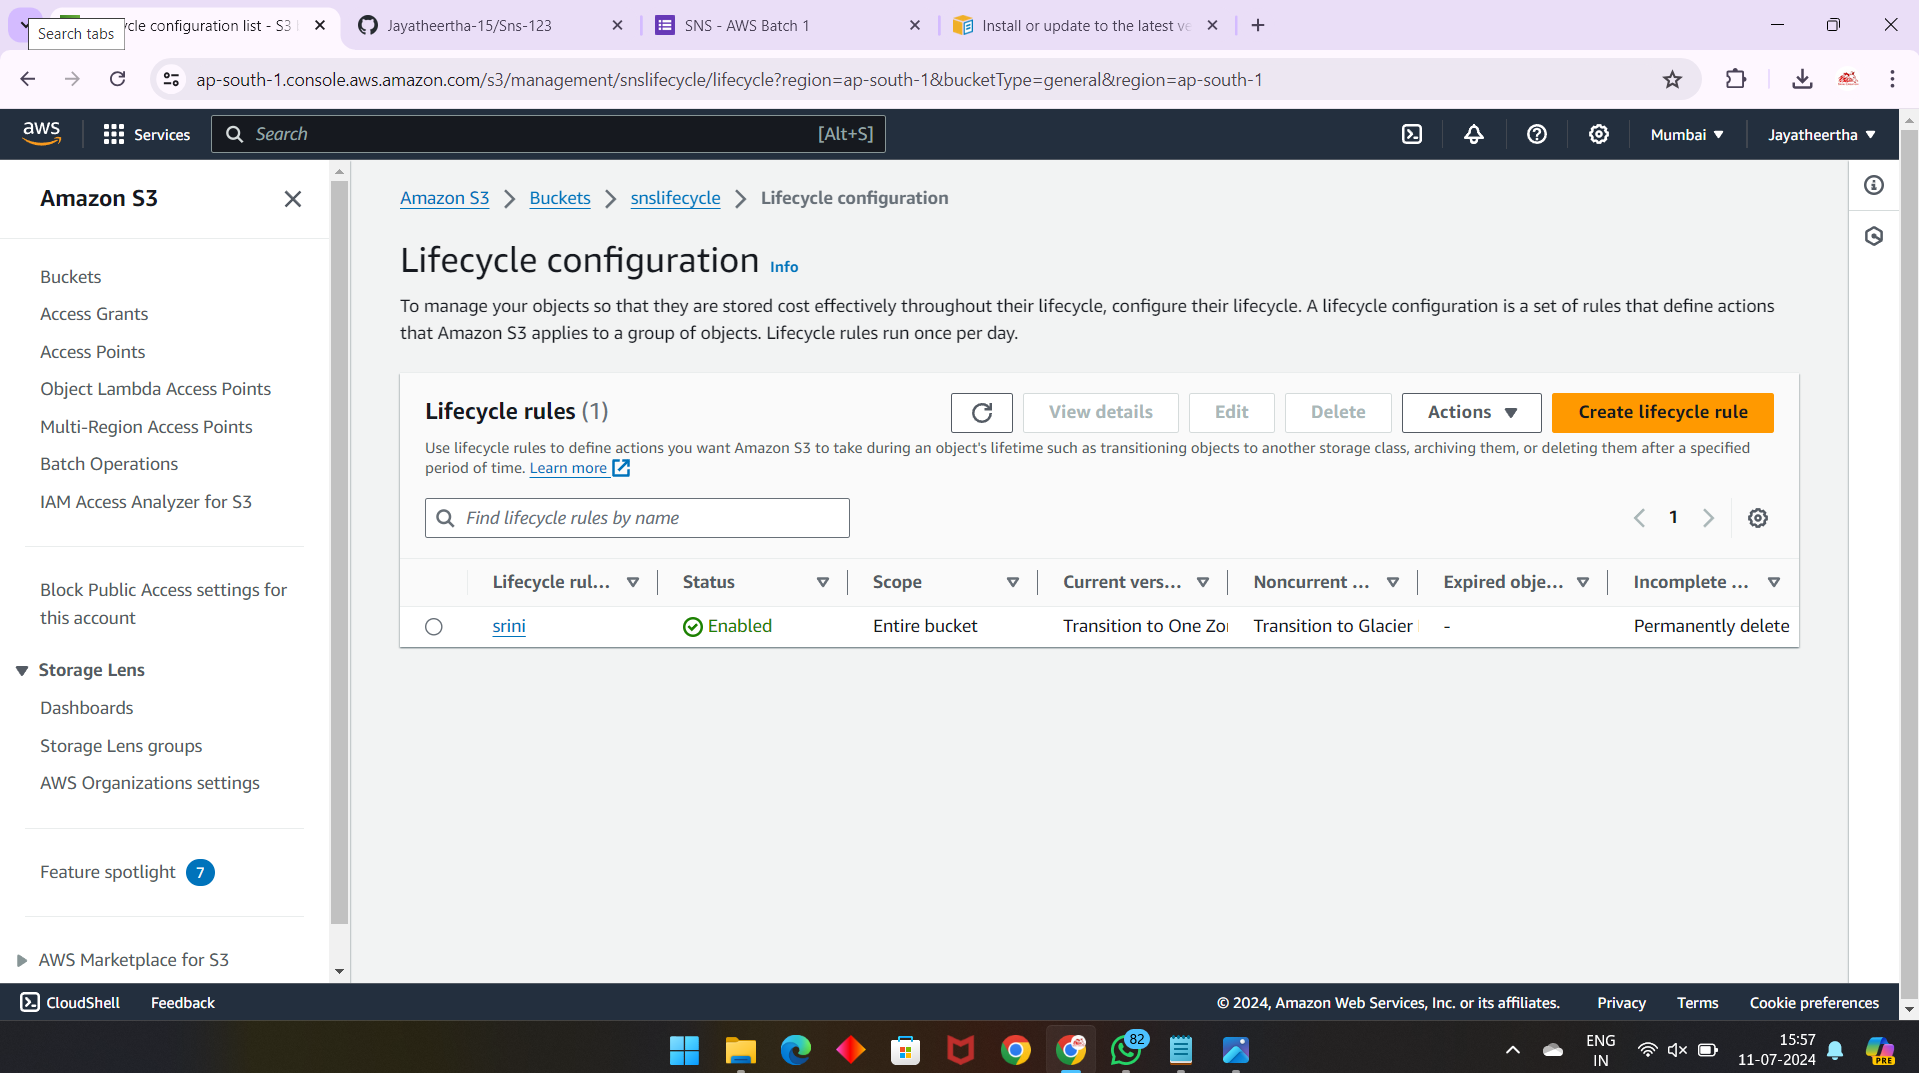 cle configuration list - S3
Search tabs
Jayatheertha-15/Sns-123
SNS - AWS Batch 1
Install or update to the latest ve
ap-south-1.console.aws.amazon.com/s3/management/snslifecycle/lifecycle?region=ap-south-1&bucketType=general&region=ap-south-1
aws
Services
Search
[Alt+S]
Mumbai
Jayatheertha
Amazon S3
Buckets
Access Grants
Access Points
Object Lambda Access Points
Multi-Region Access Points
Batch Operations
IAM Access Analyzer for S3
Block Public Access settings for
this account
Storage Lens
Dashboards
Storage Lens groups
AWS Organizations settings
Feature spotlight 7
AWS Marketplace for S3
Amazon S3 > Buckets > snslifecycle > Lifecycle configuration
Lifecycle configuration Info
To manage your objects so that they are stored cost effectively throughout their lifecycle, configure their lifecycle. A lifecycle configuration is a set of rules that define actions
that Amazon S3 applies to a group of objects. Lifecycle rules run once per day.
Lifecycle rules (1)
View details
Edit
Delete
Actions
Create lifecycle rule
Use lifecycle rules to define actions you want Amazon S3 to take during an object's lifetime such as transitioning objects to another storage class, archiving them, or deleting them after a specified
period of time. Learn more
Find lifecycle rules by name
1
Lifecycle rul... Status Scope Current vers... Noncurrent ... Expired obje... Incomplete ...
srini Enabled Entire bucket Transition to One Zo Transition to Glacier - Permanently delete
CloudShell Feedback
© 2024, Amazon Web Services, Inc. or its affiliates. Privacy Terms Cookie preferences
82
ENG
IN
15:57
11-07-2024
PRE